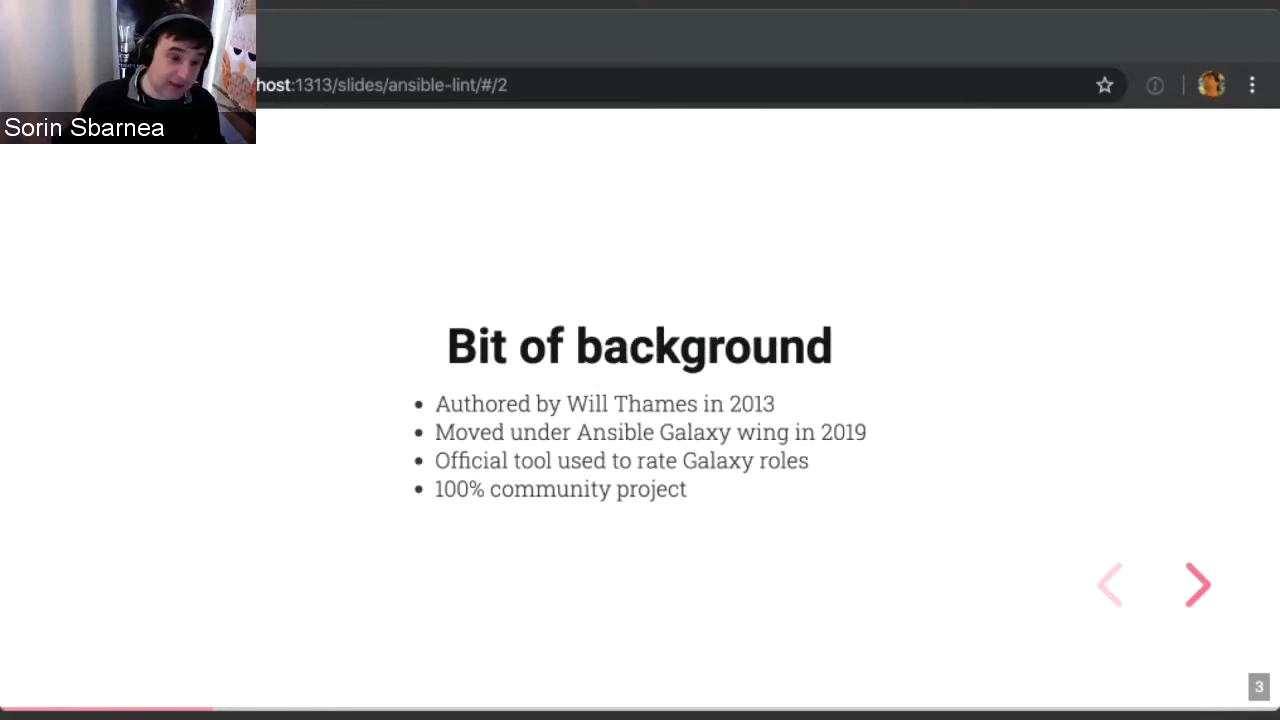 host:1313/slides/ansible-lint/#/2
Sorin Sbarnea
Bit of background
• Authored by Will Thames in 2013
• Moved under Ansible Galaxy wing in 2019
• Official tool used to rate Galaxy roles
• 100% community project
3